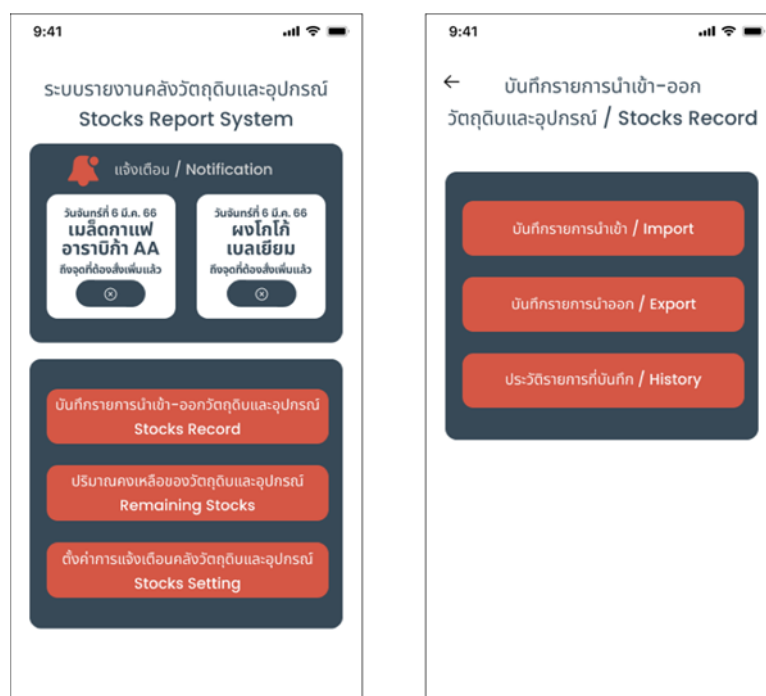 9:41
ระบบรายงานคลังวัตถุดิบและอุปกรณ์
Stocks Report System
แจ้งเตือน / Notification
วันจันทร์ที่ 6 มี.ค. 66
เมล็ดกาแฟ
อาราบิก้า AA
ถึงจุดที่ต้องสั่งเพิ่มแล้ว
วันจันทร์ที่ 6 มี.ค. 66
ผงโกโก้
เบลเยียม
ถึงจุดที่ต้องสั่งเพิ่มแล้ว
บันทึกรายการนำเข้า-ออกวัตถุดิบและอุปกรณ์
Stocks Record
ปริมาณคงเหลือของวัตถุดิบและอุปกรณ์
Remaining Stocks
ตั้งค่าการแจ้งเตือนคลังวัตถุดิบและอุปกรณ์
Stocks Setting
9:41
บันทึกรายการนำเข้า-ออก
วัตถุดิบและอุปกรณ์ / Stocks Record
บันทึกรายการนำเข้า / Import
บันทึกรายการนำออก / Export
ประวัติรายการที่บันทึก / History